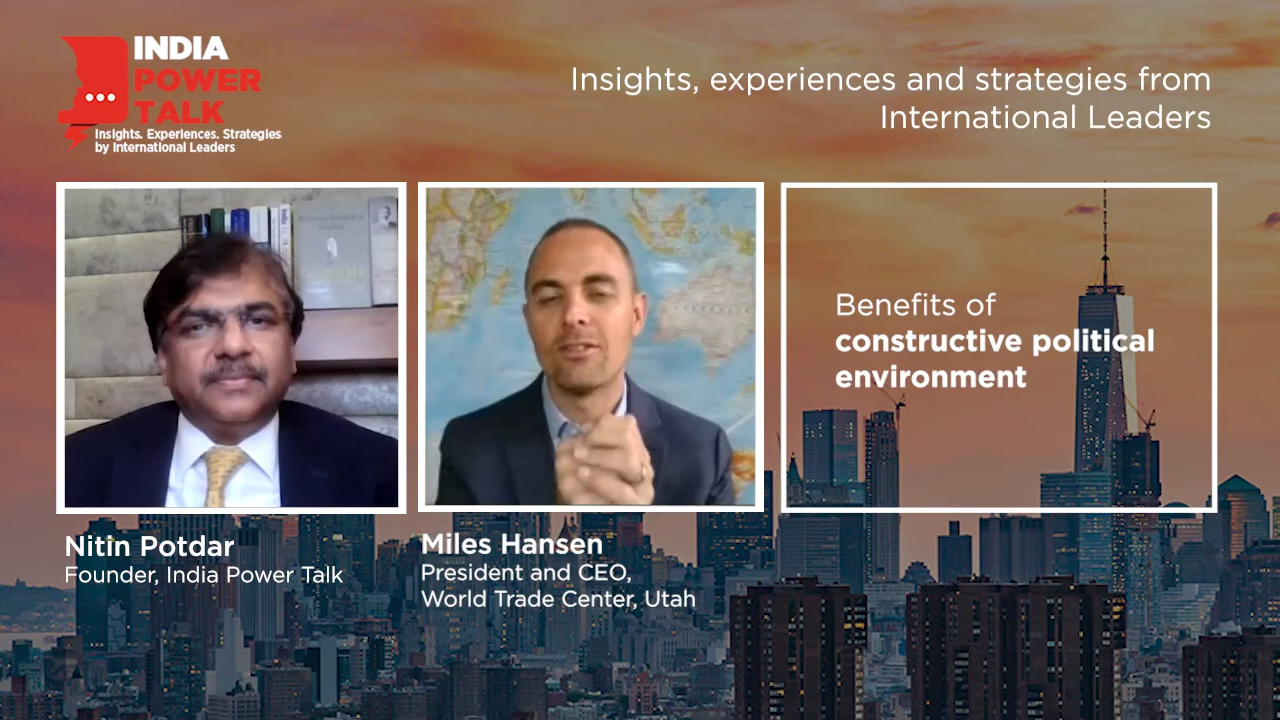 INDIA
POWER
TALK
Insights. Experiences. Strategies
by International Leaders
Insights, experiences and strategies from
International Leaders
Benefits of
constructive political
environment
Nitin Potdar
Founder, India Power Talk
Miles Hansen
President and CEO,
World Trade Center, Utah